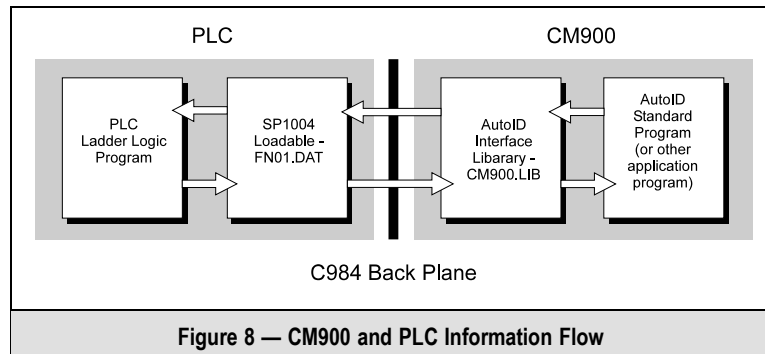 PLC
CM900
PLC
Ladder Logic
Program
SP1004
Loadable -
FN01.DAT
AutoID
Interface
Libarary -
CM900.LIB
AutoID
Standard
Program
(or other
application
program)
C984 Back Plane
Figure 8 — CM900 and PLC Information Flow